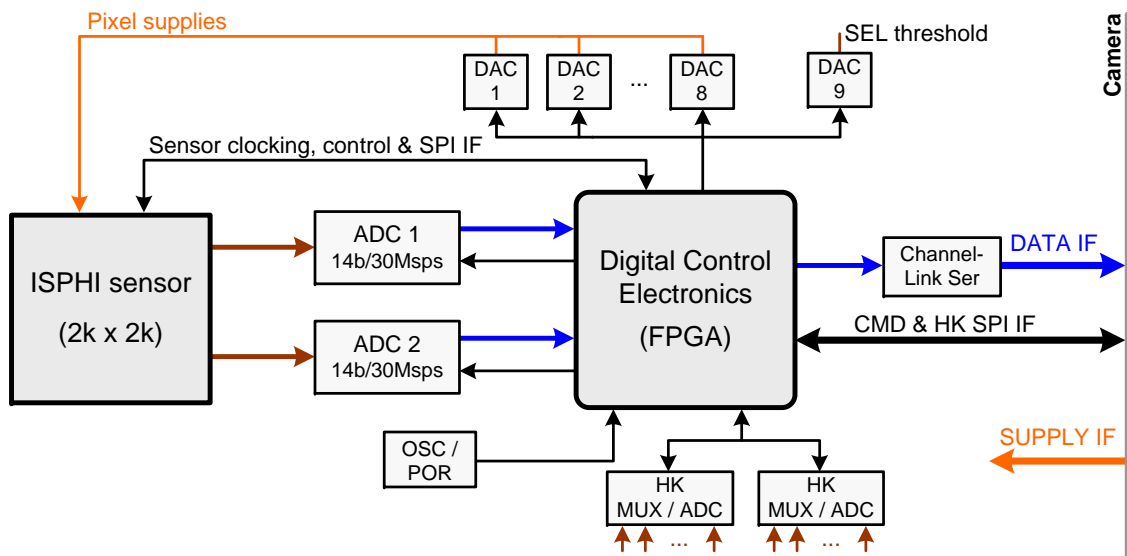 Pixel supplies
SEL threshold
Camera
DAC
1
DAC
2
...
DAC
8
DAC
9
Sensor clocking, control & SPI IF
ISPHI sensor
(2k x 2k)
ADC 1
14b/30Msps
ADC 2
14b/30Msps
Digital Control
Electronics
(FPGA)
Channel-
Link Ser
DATA IF
CMD & HK SPI IF
SUPPLY IF
OSC /
POR
HK
MUX / ADC
...
HK
MUX / ADC
...